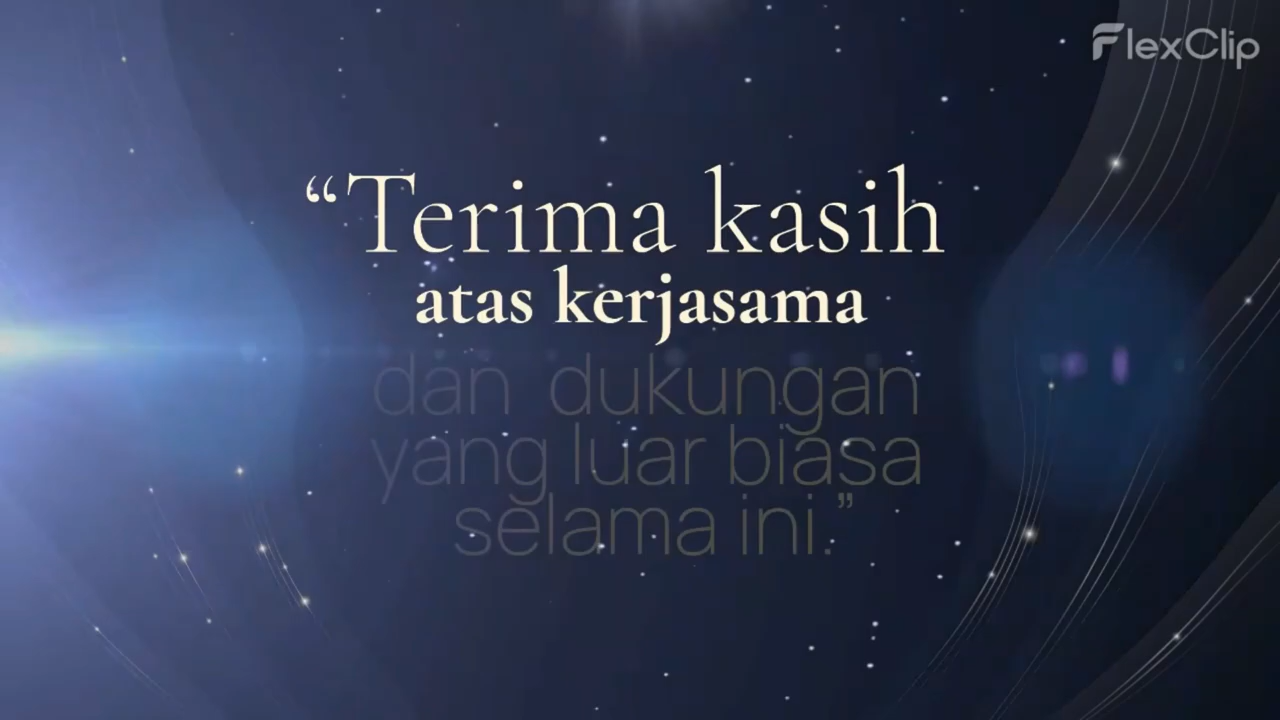 FlexClip
“Terima kasih
atas kerjasama
dan dukungan
yang luar biasa
selama ini.”